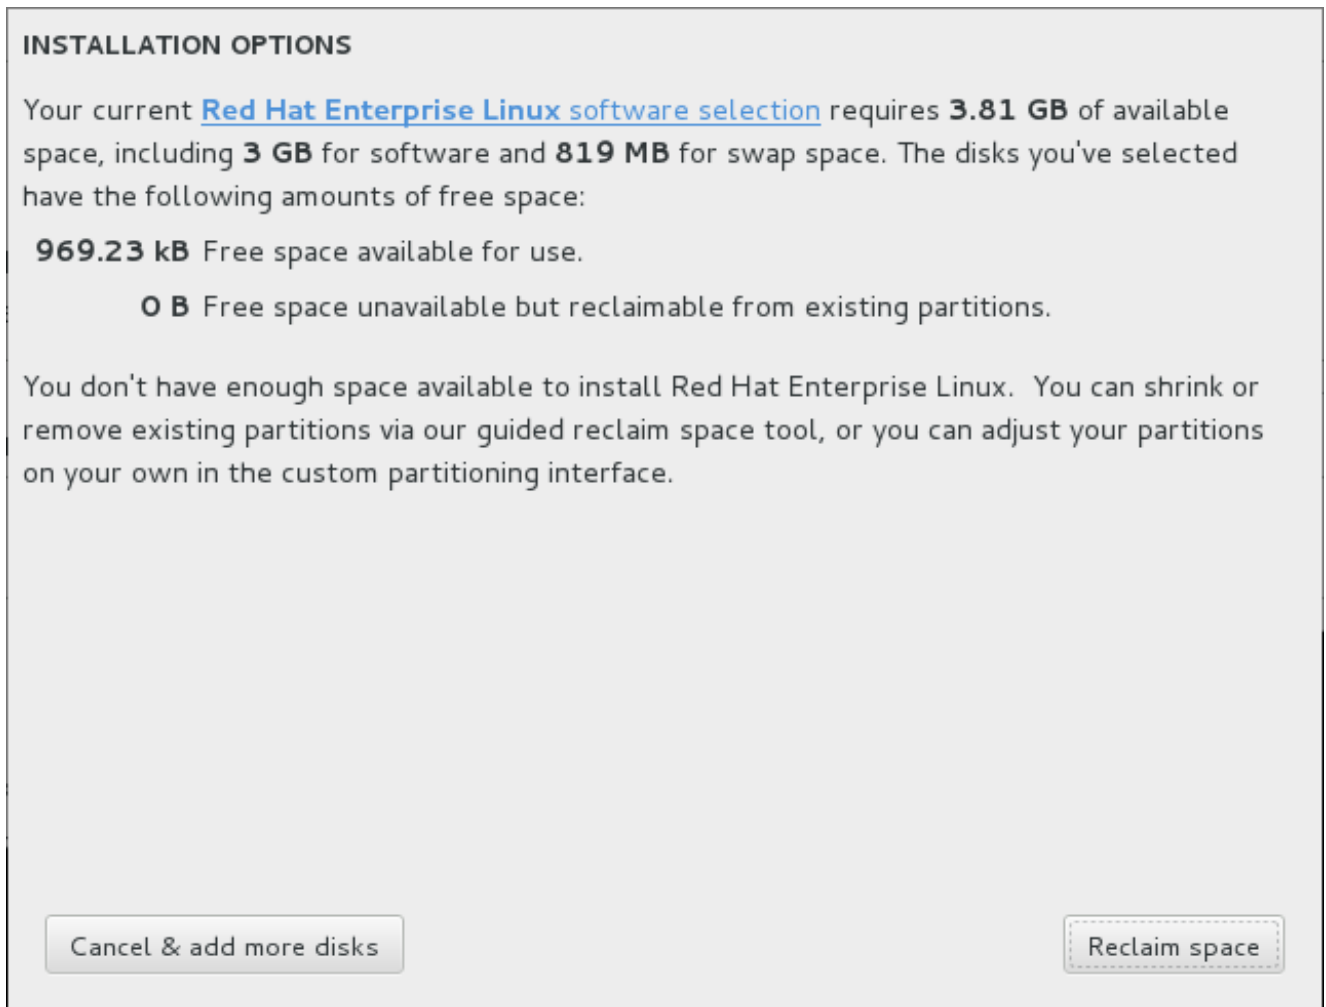 INSTALLATION OPTIONS
Your current Red Hat Enterprise Linux software selection requires 3.81 GB of available
space, including 3 GB for software and 819 MB for swap space. The disks you've selected
have the following amounts of free space:
969.23 kB Free space available for use.
0 B Free space unavailable but reclaimable from existing partitions.
You don't have enough space available to install Red Hat Enterprise Linux.  You can shrink or
remove existing partitions via our guided reclaim space tool, or you can adjust your partitions
on your own in the custom partitioning interface.
Cancel & add more disks
Reclaim space